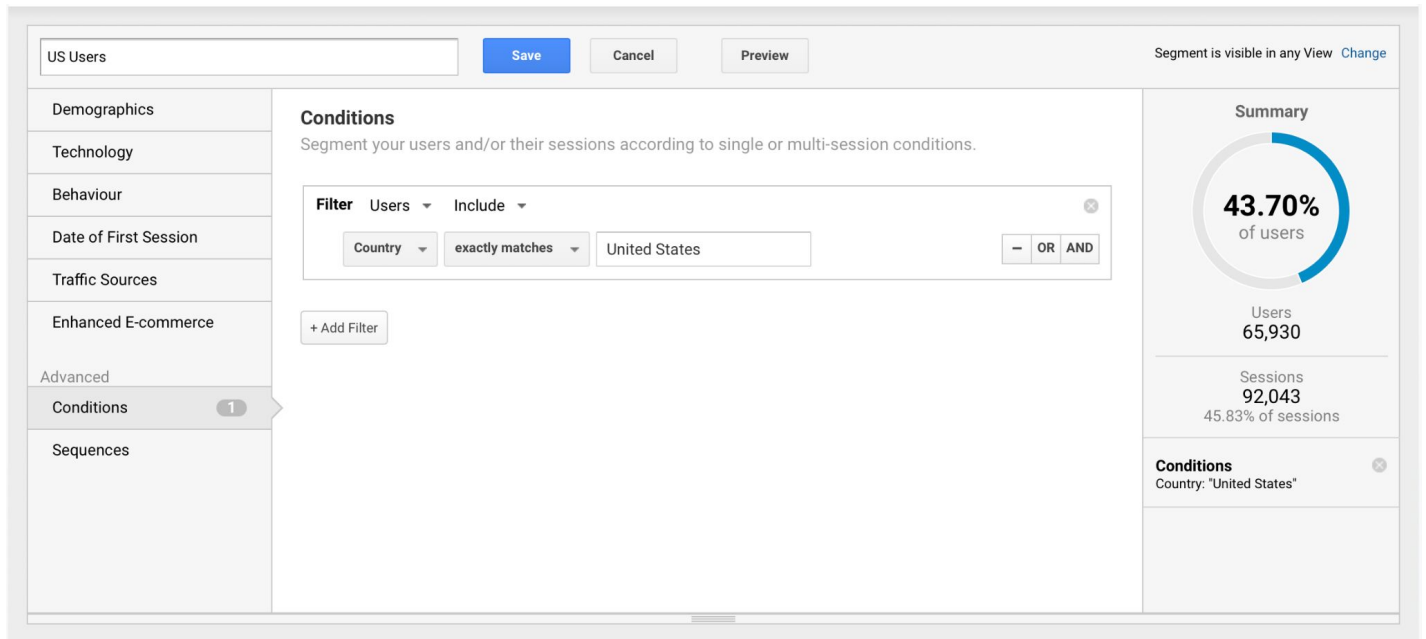 US Users
Save
Cancel
Preview
Segment is visible in any View Change
Demographics
Technology
Behaviour
Date of First Session
Traffic Sources
Enhanced E-commerce
Advanced
Conditions 1
Sequences
Conditions
Segment your users and/or their sessions according to single or multi-session conditions.
Filter Users Include
Country exactly matches United States
– OR AND
+ Add Filter
Summary
43.70%
of users
Users
65,930
Sessions
92,043
45.83% of sessions
Conditions
Country: "United States"